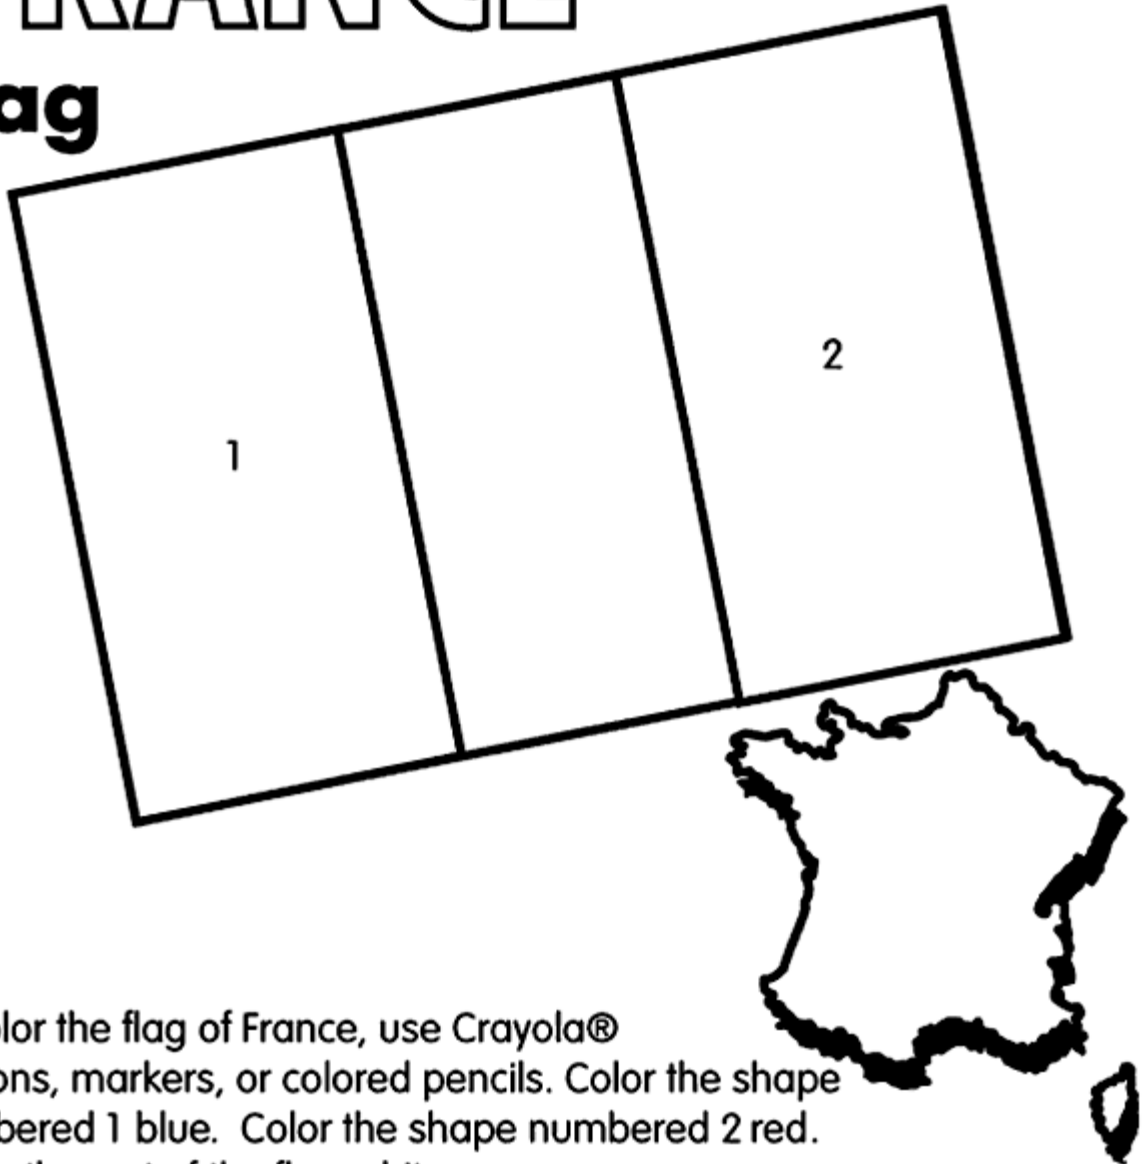 RANCE
ag
1
2
lor the flag of France, use Crayola®
ons, markers, or colored pencils. Color the shape
bered 1 blue. Color the shape numbered 2 red.